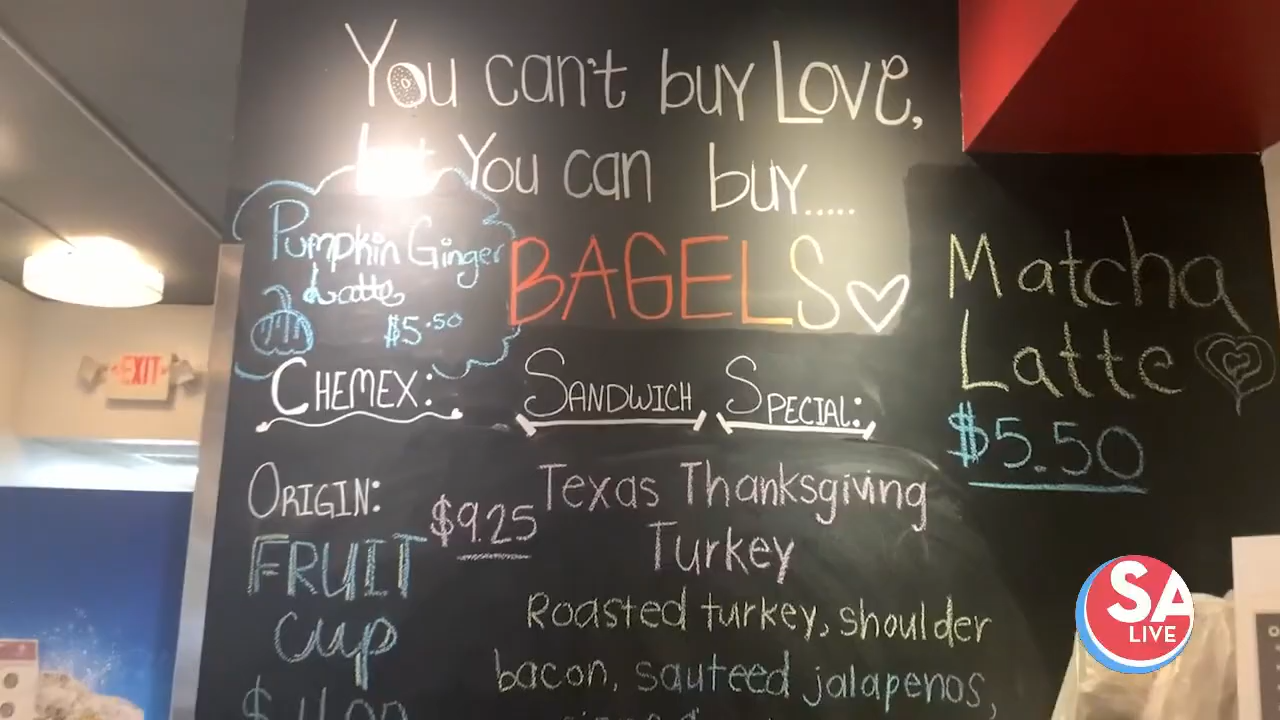 You can't buy Love,
but You can buy.....
BAGELS
Pumpkin Ginger
Latte
$5.50
Matcha
Latte
$5.50
EXIT
CHEMEX:
ORIGIN:
FRUIT
cup
SANDWICH SPECIAL:
$9.25
Texas Thanksgiving
Turkey
Roasted turkey, shoulder
bacon, sauteed jalapenos,
SA
LIVE